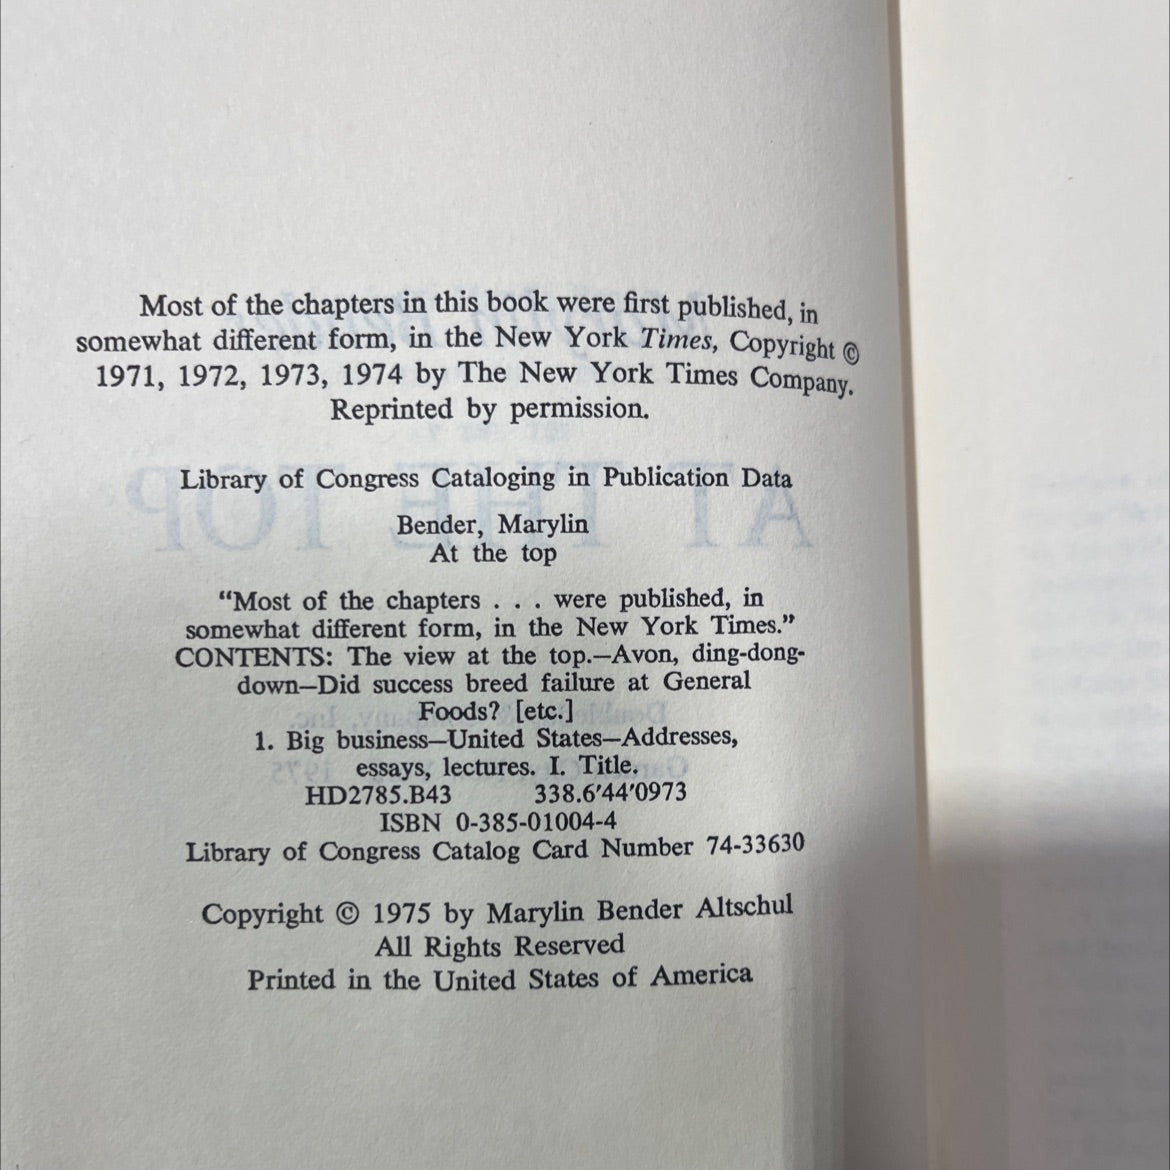 Most of the chapters in this book were first published, in
somewhat different form, in the New York Times, Copyright ©
1971, 1972, 1973, 1974 by The New York Times Company.
Reprinted by permission.
Library of Congress Cataloging in Publication Data
Bender, Marylin
At the top
“Most of the chapters . . . were published, in
somewhat different form, in the New York Times.”
CONTENTS: The view at the top.—Avon, ding-dong-
down—Did success breed failure at General
Foods? [etc.]
1. Big business—United States—Addresses,
essays, lectures. I. Title.
HD2785.B43 338.6′44′0973
ISBN 0-385-01004-4
Library of Congress Catalog Card Number 74-33630
Copyright © 1975 by Marylin Bender Altschul
All Rights Reserved
Printed in the United States of America